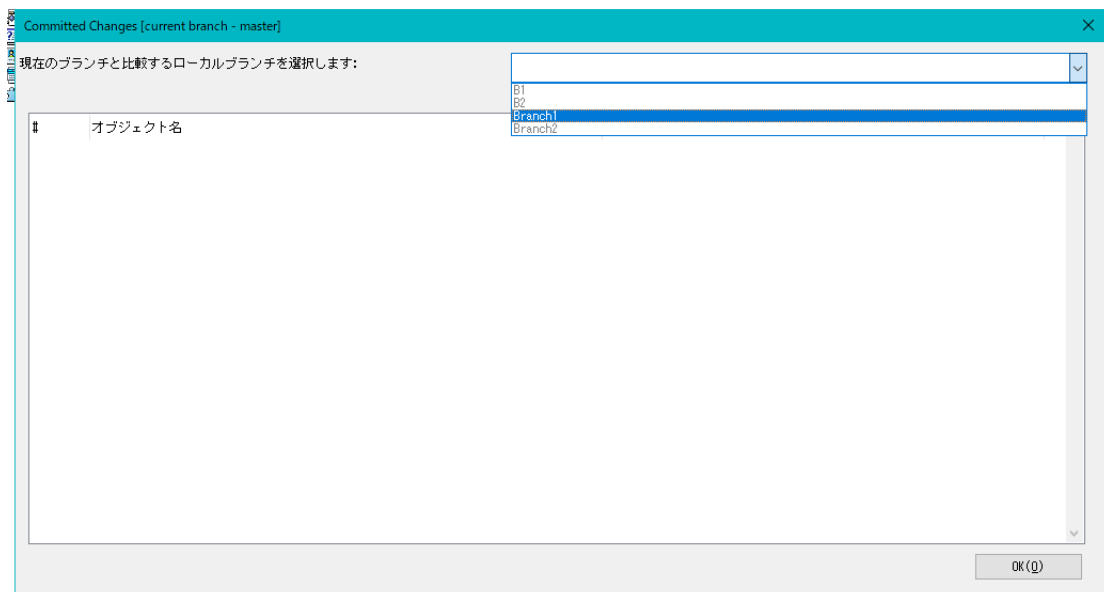 Committed Changes [current branch - master]
現在のブランチと比較するローカルブランチを選択します:
B1
B2
Branch1
Branch2
# オブジェクト名
OK(O)